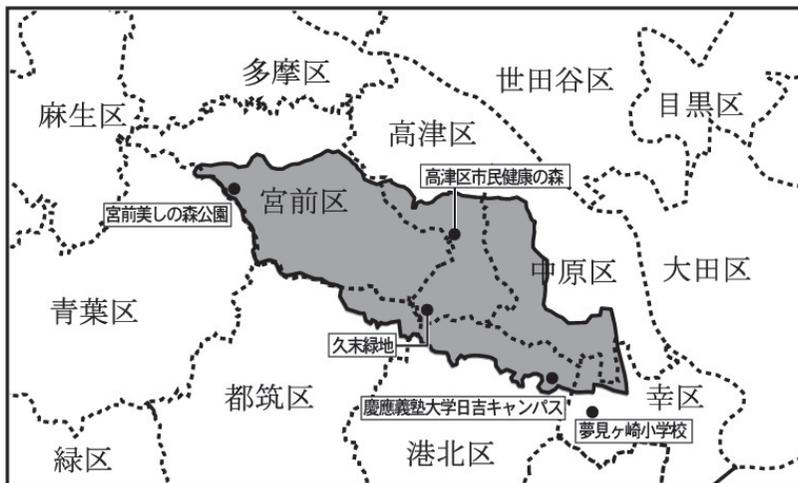 多摩区
世田谷区
麻生区
目黒区
高津区
高津区市民健康の森
宮前区
宮前美しの森公園
中原区
大田区
青葉区
久末緑地
都筑区
慶應義塾大学日吉キャンパス
幸区
夢見ヶ崎小学校
緑区
港北区